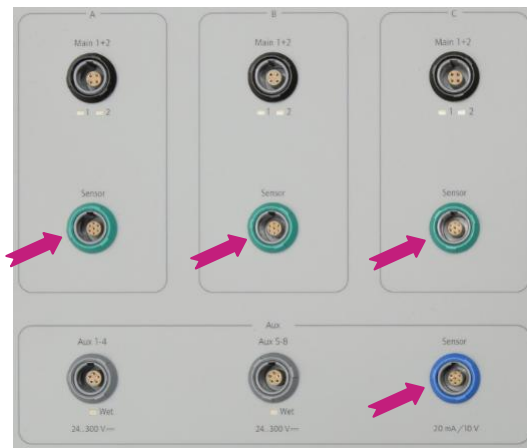 A B C
Main 1+2 Main 1+2 Main 1+2
1 2 1 2 1 2
Sensor Sensor Sensor
Aux
Aux 1-4 Aux 5-8 Sensor
Wet Wet
24..300 V⎓ 24..300 V⎓ 20 mA/10 V